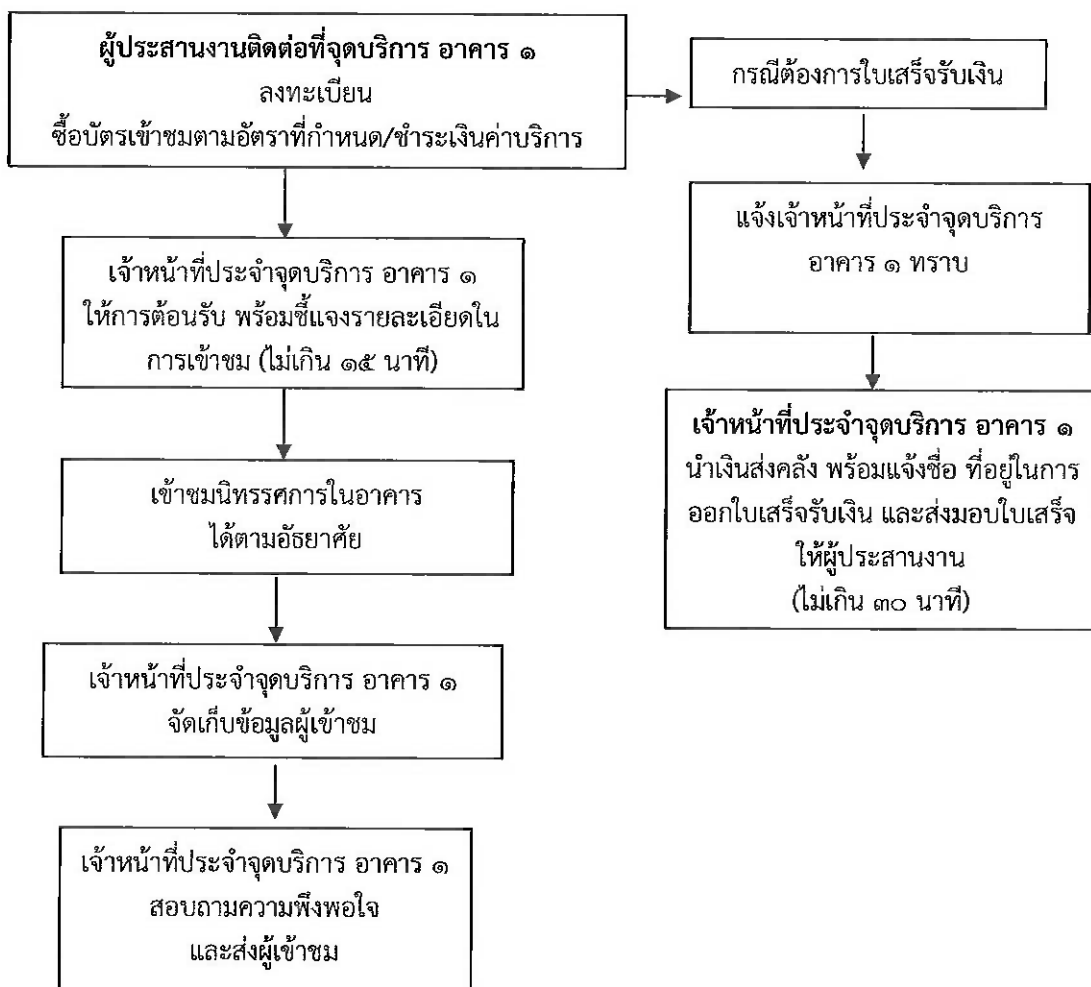 ผู้ประสานงานติดต่อที่จุดบริการ อาคาร ๑
ลงทะเบียน
ซื้อบัตรเข้าชมตามอัตราที่กำหนด/ชำระเงินค่าบริการ
เจ้าหน้าที่ประจำจุดบริการ อาคาร ๑
ให้การต้อนรับ พร้อมชี้แจงรายละเอียดใน
การเข้าชม (ไม่เกิน ๑๕ นาที)
เข้าชมนิทรรศการในอาคาร
ได้ตามอัธยาศัย
เจ้าหน้าที่ประจำจุดบริการ อาคาร ๑
จัดเก็บข้อมูลผู้เข้าชม
เจ้าหน้าที่ประจำจุดบริการ อาคาร ๑
สอบถามความพึงพอใจ
และส่งผู้เข้าชม
กรณีต้องการใบเสร็จรับเงิน
แจ้งเจ้าหน้าที่ประจำจุดบริการ
อาคาร ๑ ทราบ
เจ้าหน้าที่ประจำจุดบริการ อาคาร ๑
นำเงินส่งคลัง พร้อมแจ้งชื่อ ที่อยู่ในการ
ออกใบเสร็จรับเงิน และส่งมอบใบเสร็จ
ให้ผู้ประสานงาน
(ไม่เกิน ๓๐ นาที)